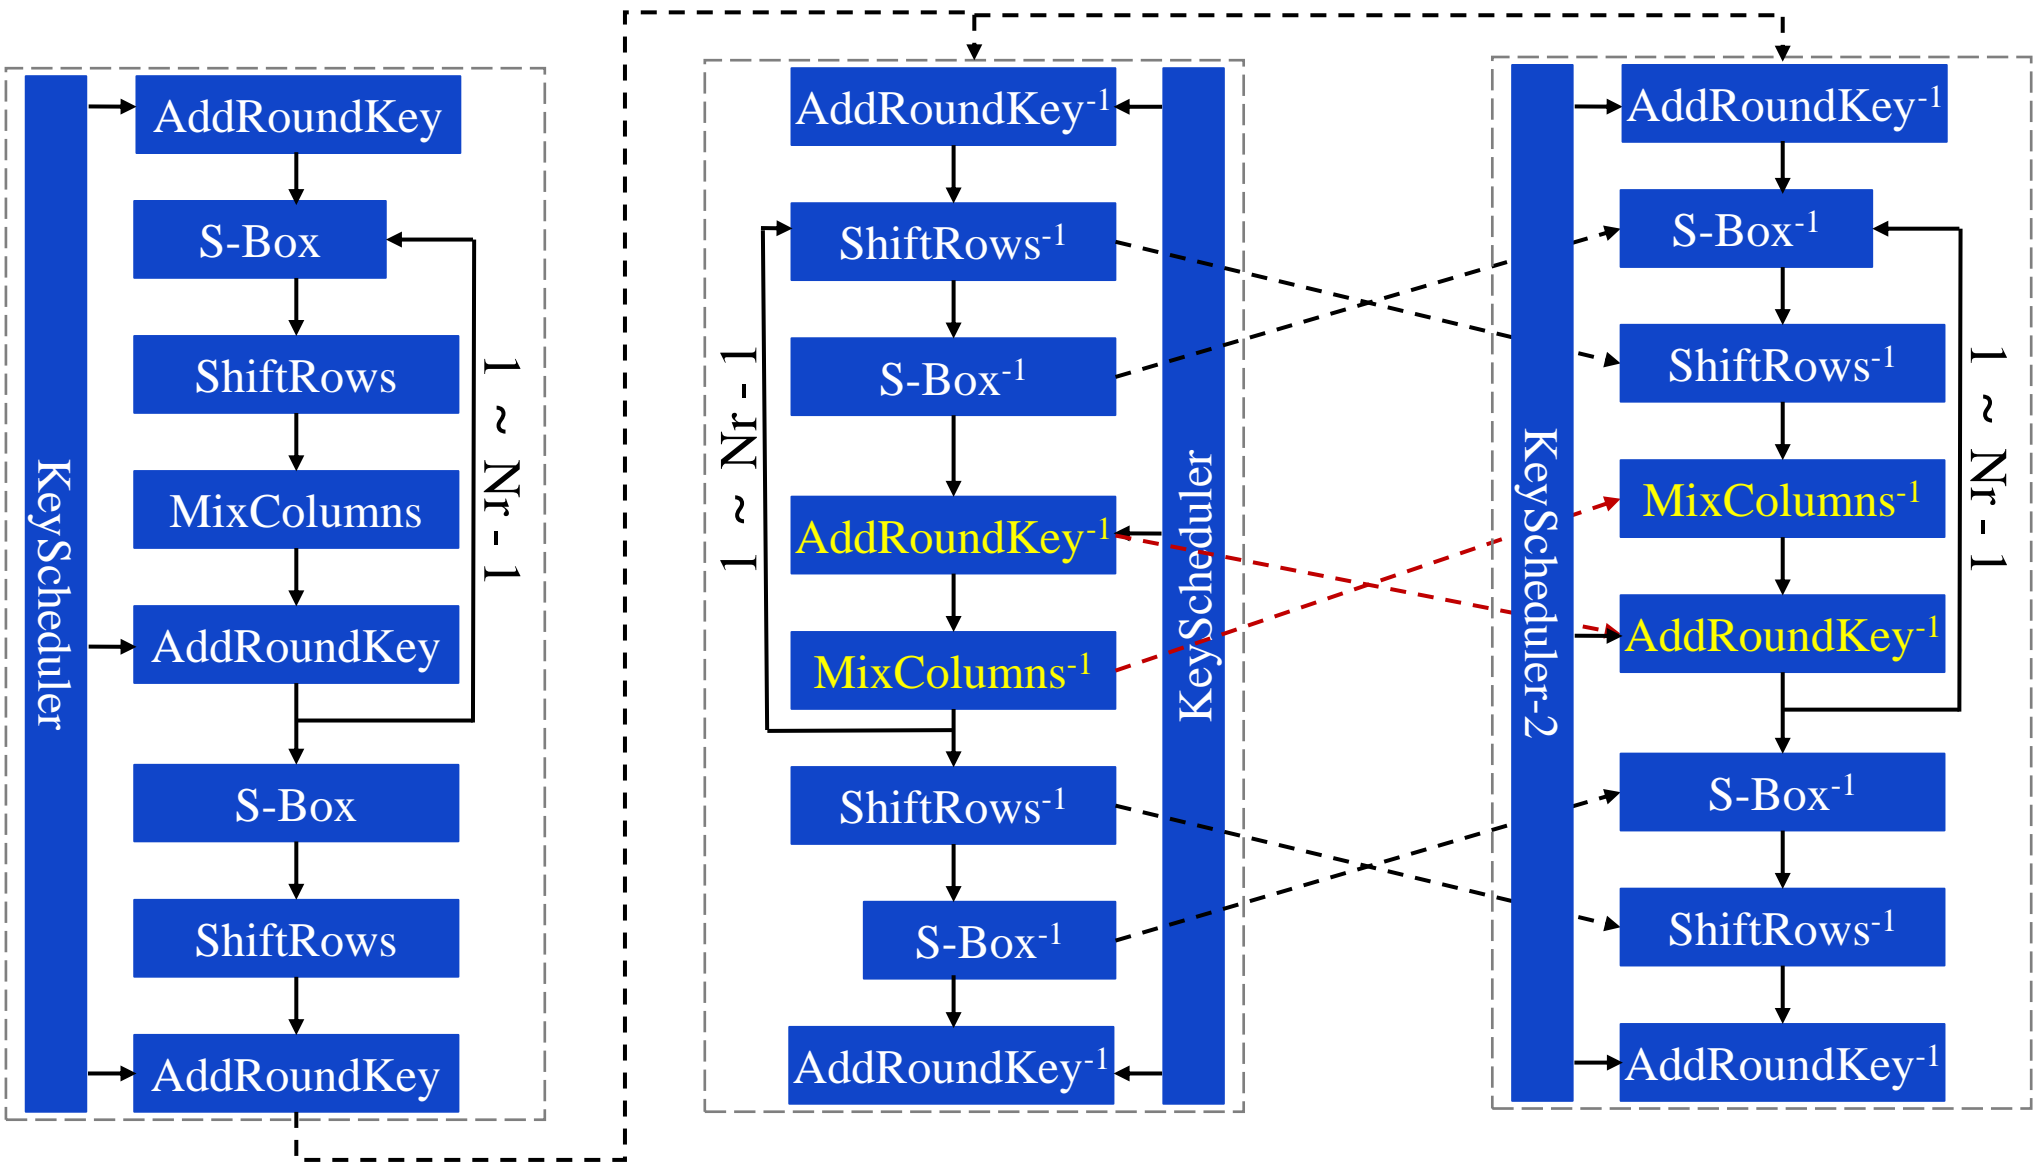 KeyScheduler
AddRoundKey
S-Box
ShiftRows
MixColumns
AddRoundKey
1 ~ Nr - 1
S-Box
ShiftRows
AddRoundKey
AddRoundKey⁻¹
ShiftRows⁻¹
S-Box⁻¹
AddRoundKey⁻¹
MixColumns⁻¹
1 ~ Nr - 1
ShiftRows⁻¹
S-Box⁻¹
AddRoundKey⁻¹
KeyScheduler
KeyScheduler-2
AddRoundKey⁻¹
S-Box⁻¹
ShiftRows⁻¹
MixColumns⁻¹
AddRoundKey⁻¹
1 ~ Nr - 1
S-Box⁻¹
ShiftRows⁻¹
AddRoundKey⁻¹